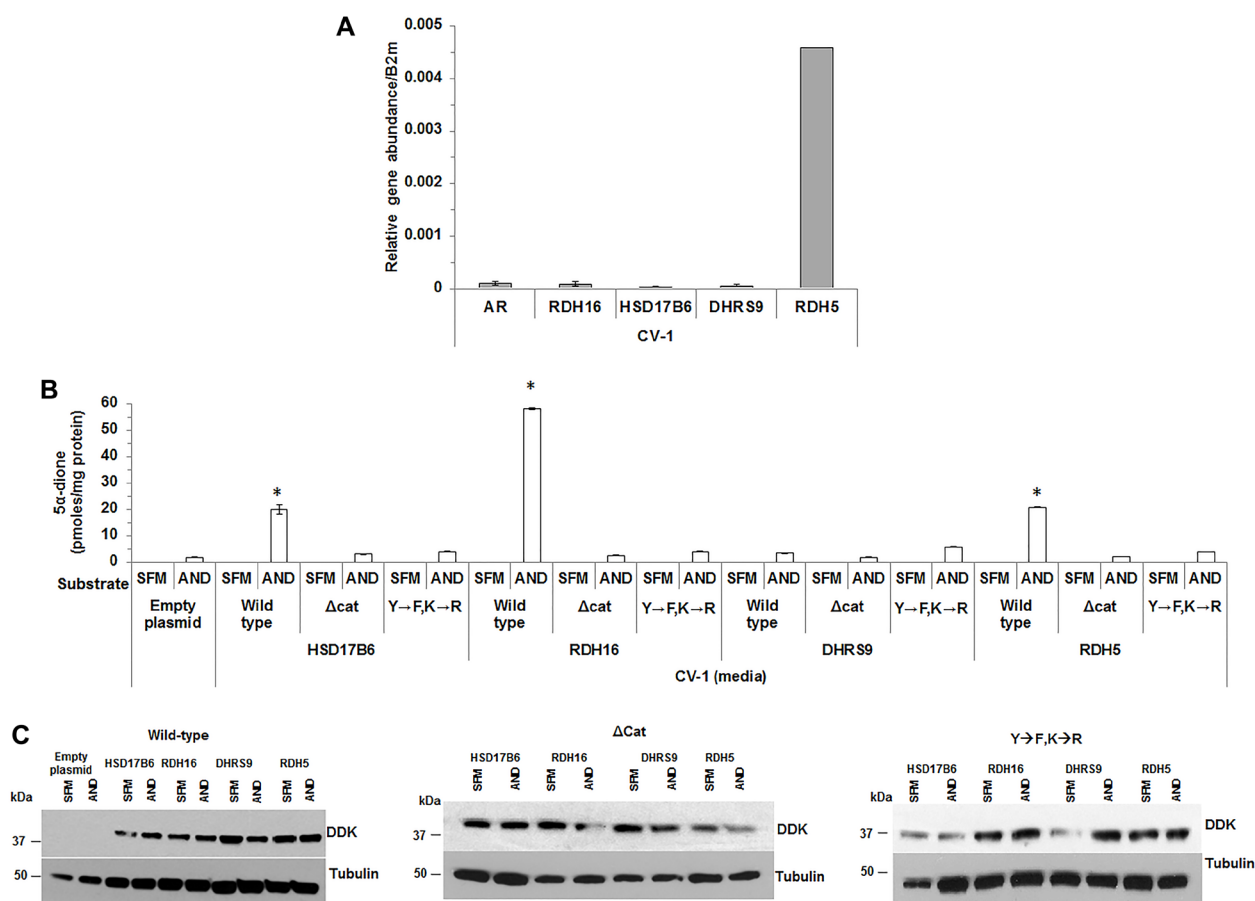 A
Relative gene abundance/B2m
0.005
0.004
0.003
0.002
0.001
0
AR RDH16 HSD17B6 DHRS9 RDH5
CV-1
B
5α-dione
(pmoles/mg protein)
60
50
40
30
20
10
0
* * *
Substrate SFM AND SFM AND SFM AND SFM AND SFM AND SFM AND SFM AND SFM AND SFM AND SFM AND SFM AND SFM AND SFM AND
Empty plasmid Wild type Δcat Y→F,K→R Wild type Δcat Y→F,K→R Wild type Δcat Y→F,K→R Wild type Δcat Y→F,K→R
HSD17B6 RDH16 DHRS9 RDH5
CV-1 (media)
C
Wild-type
Empty plasmid HSD17B6 RDH16 DHRS9 RDH5
kDa SFM AND SFM AND SFM AND SFM AND SFM AND
37 DDK
50 Tubulin
ΔCat
HSD17B6 RDH16 DHRS9 RDH5
kDa SFM AND SFM AND SFM AND SFM AND
37 DDK
50 Tubulin
Y→F,K→R
HSD17B6 RDH16 DHRS9 RDH5
kDa SFM AND SFM AND SFM AND SFM AND
37 DDK
50 Tubulin